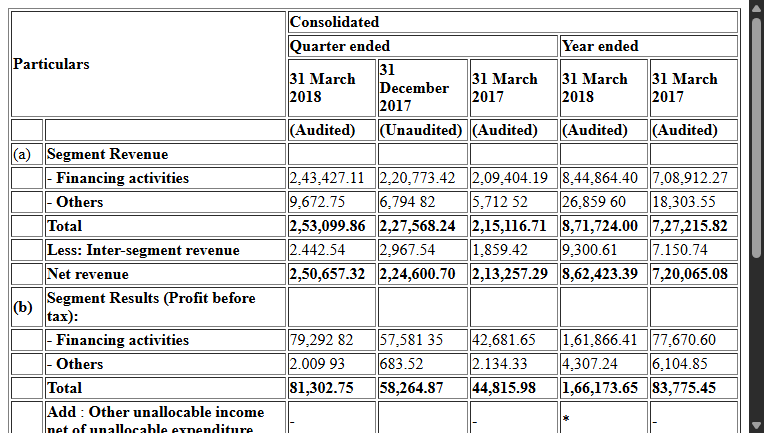 Particulars
Consolidated
Quarter ended Year ended
31 March 2018 31 December 2017 31 March 2017 31 March 2018 31 March 2017
(Audited) (Unaudited) (Audited) (Audited) (Audited)
(a) Segment Revenue
- Financing activities 2,43,427.11 2,20,773.42 2,09,404.19 8,44,864.40 7,08,912.27
- Others 9,672.75 6,794 82 5,712 52 26,859 60 18,303.55
Total 2,53,099.86 2,27,568.24 2,15,116.71 8,71,724.00 7,27,215.82
Less: Inter-segment revenue 2.442.54 2,967.54 1,859.42 9,300.61 7.150.74
Net revenue 2,50,657.32 2,24,600.70 2,13,257.29 8,62,423.39 7,20,065.08
(b) Segment Results (Profit before tax):
- Financing activities 79,292 82 57,581 35 42,681.65 1,61,866.41 77,670.60
- Others 2.009 93 683.52 2.134.33 4,307.24 6,104.85
Total 81,302.75 58,264.87 44,815.98 1,66,173.65 83,775.45
Add : Other unallocable income - - * -
net of unallocable expenditure